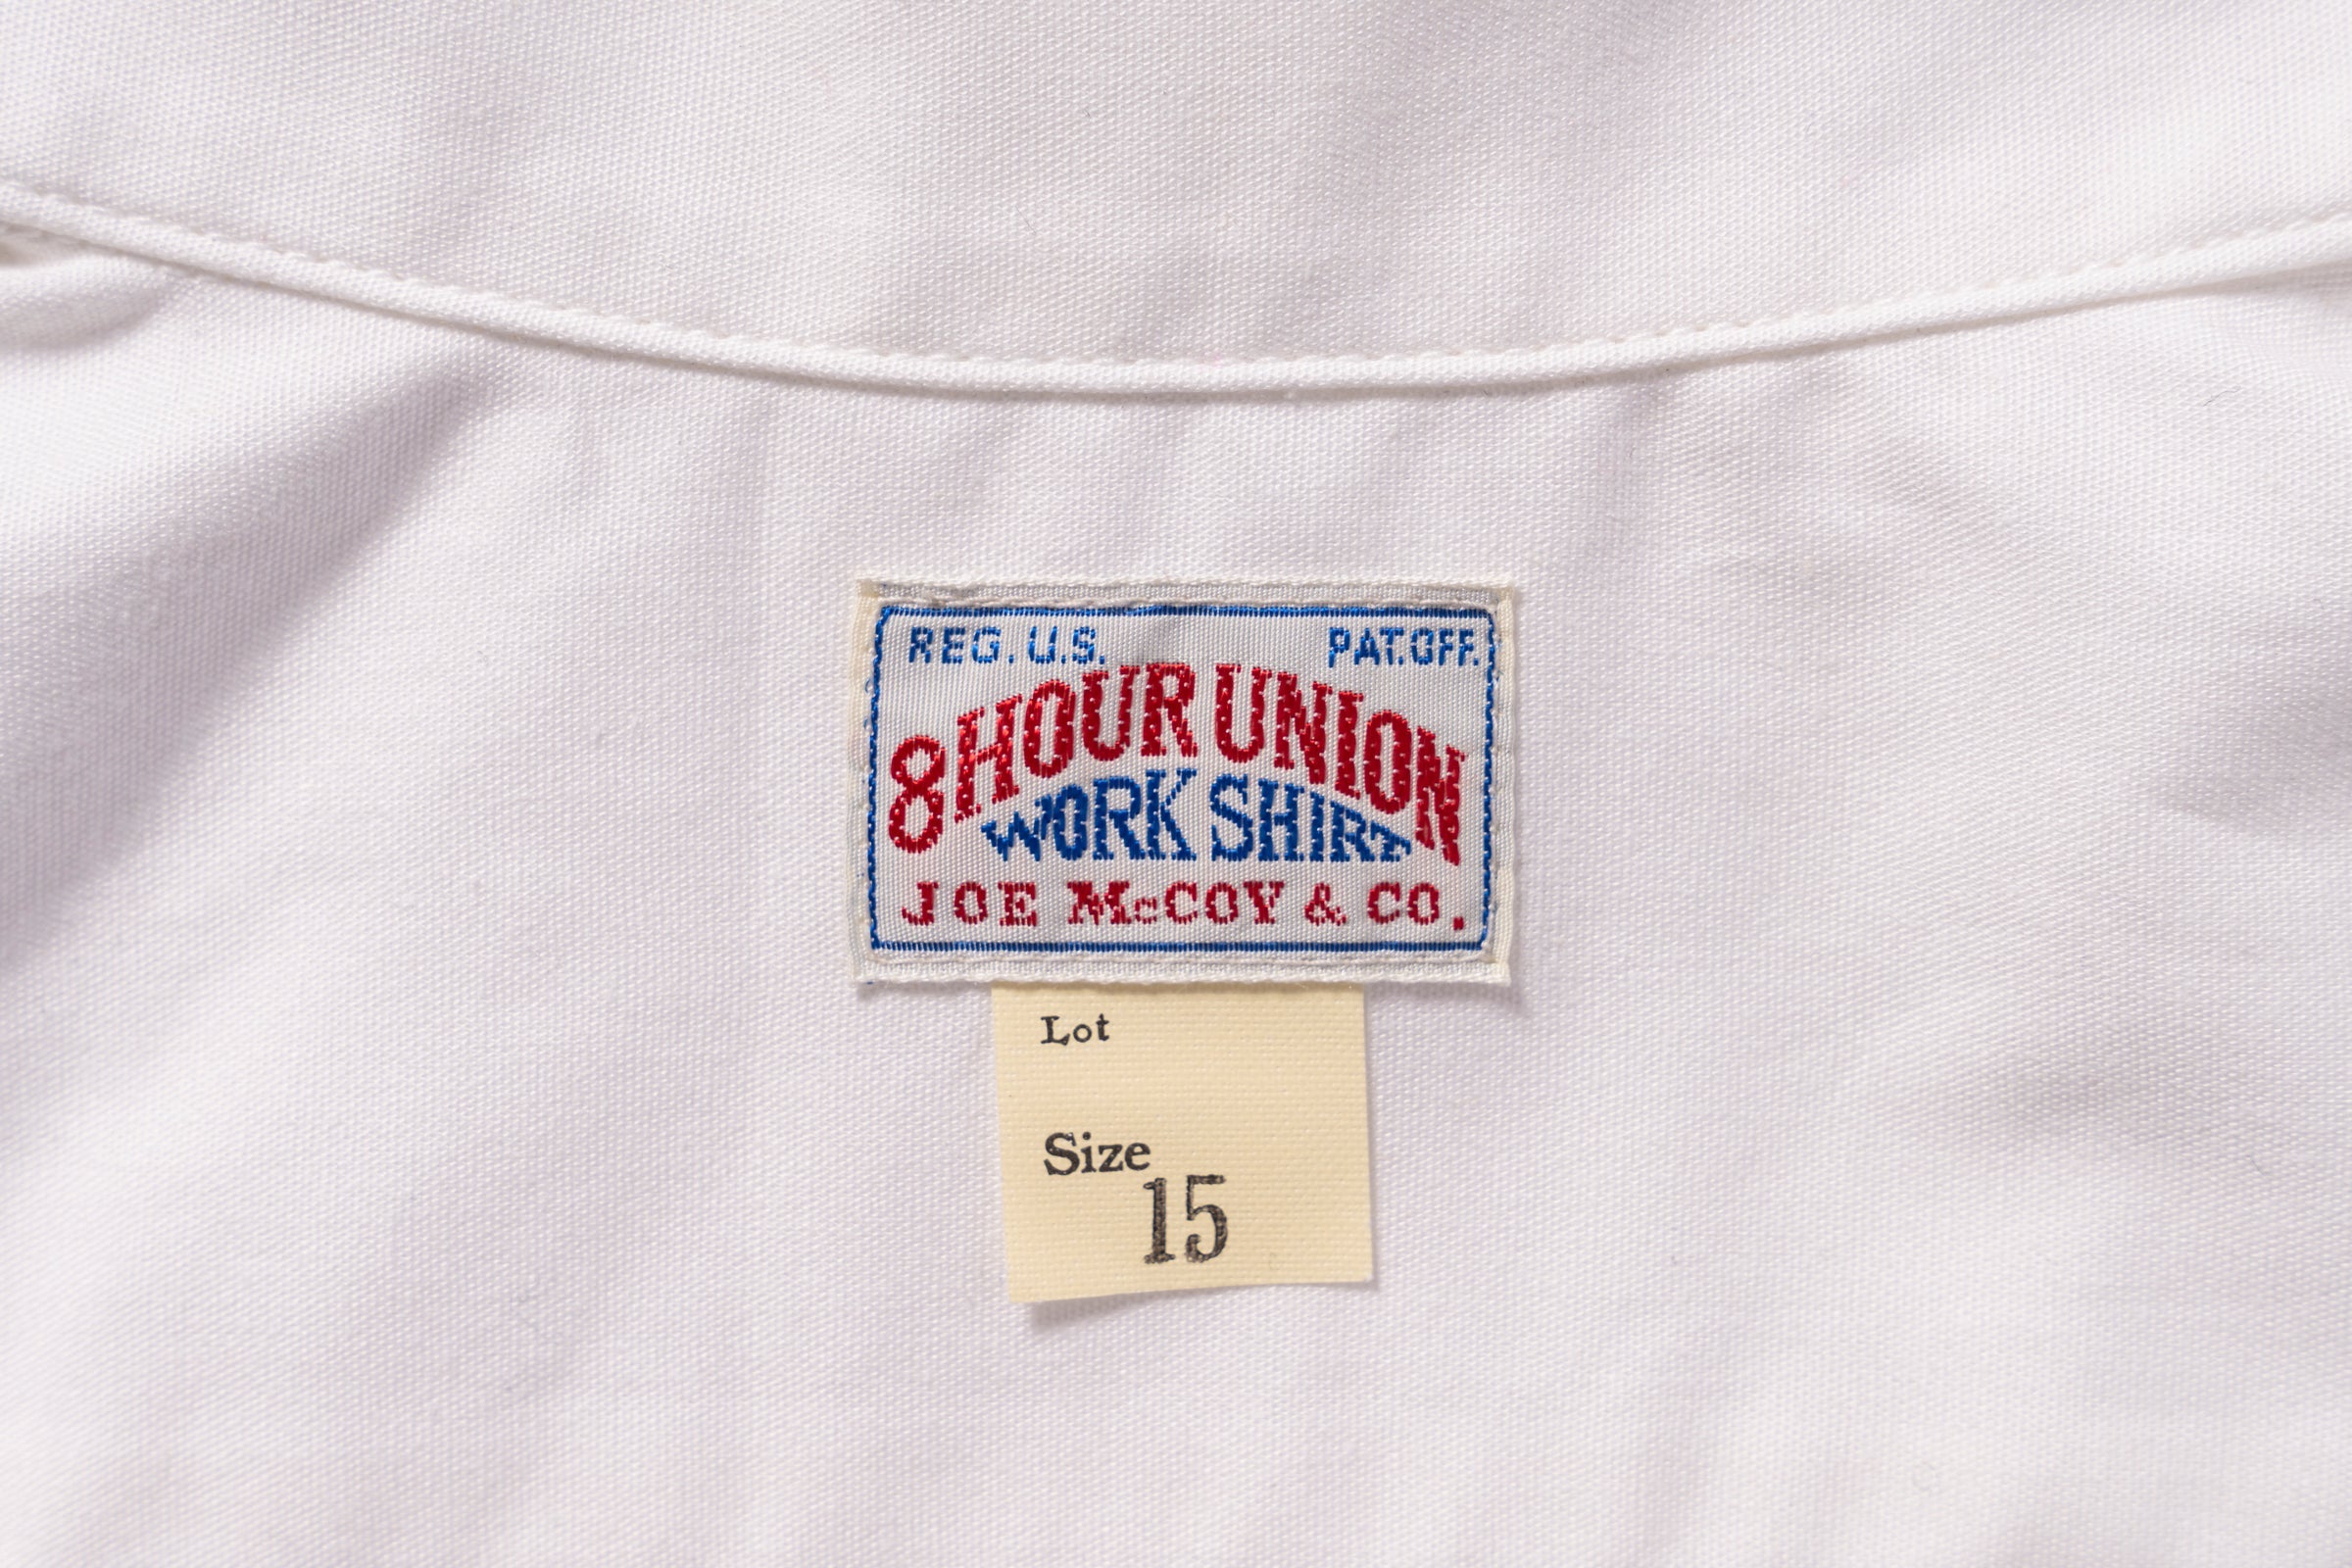 REG. U.S. PAT. OFF.
8 HOUR UNION
WORK SHIRT
JOE McCOY & CO.
Lot
Size
15